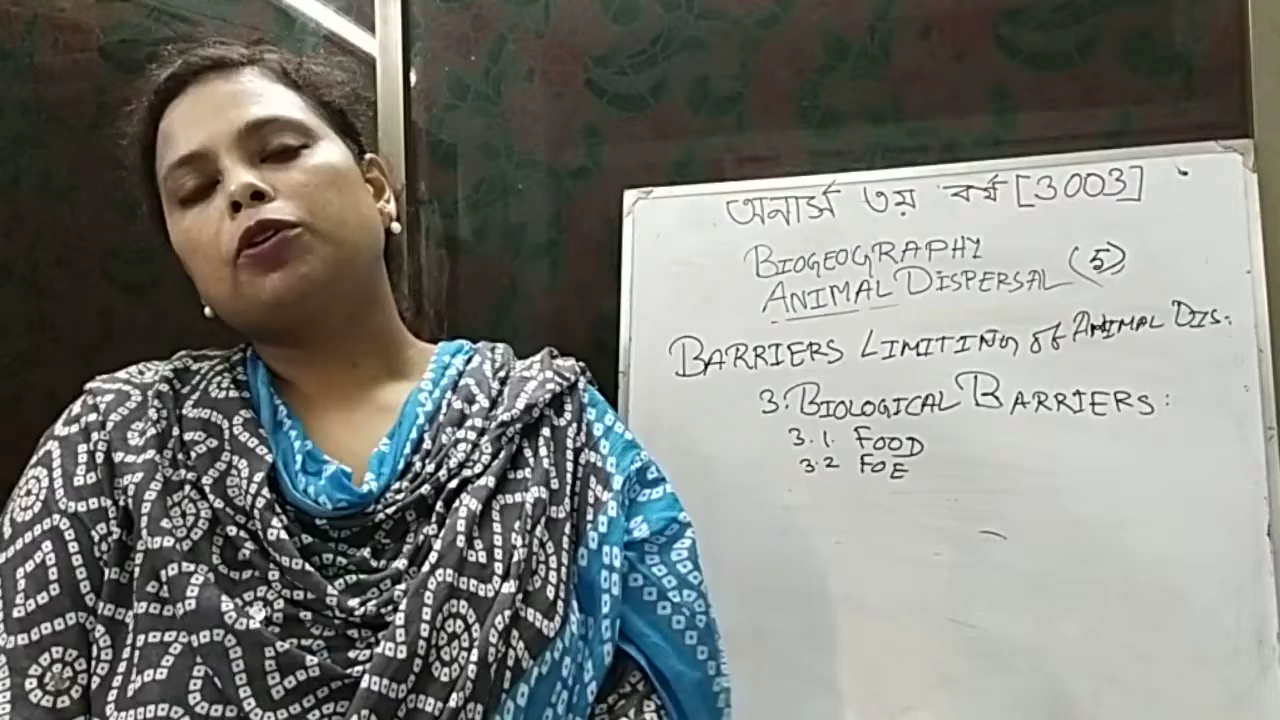 অনার্স ৩য় বর্ষ [3003]
BIOGEOGRAPHY
ANIMAL DISPERSAL (5)
BARRIERS LIMITING of ANIMAL DIS.
3. BIOLOGICAL BARRIERS:
3.1. FOOD
3.2 FOE